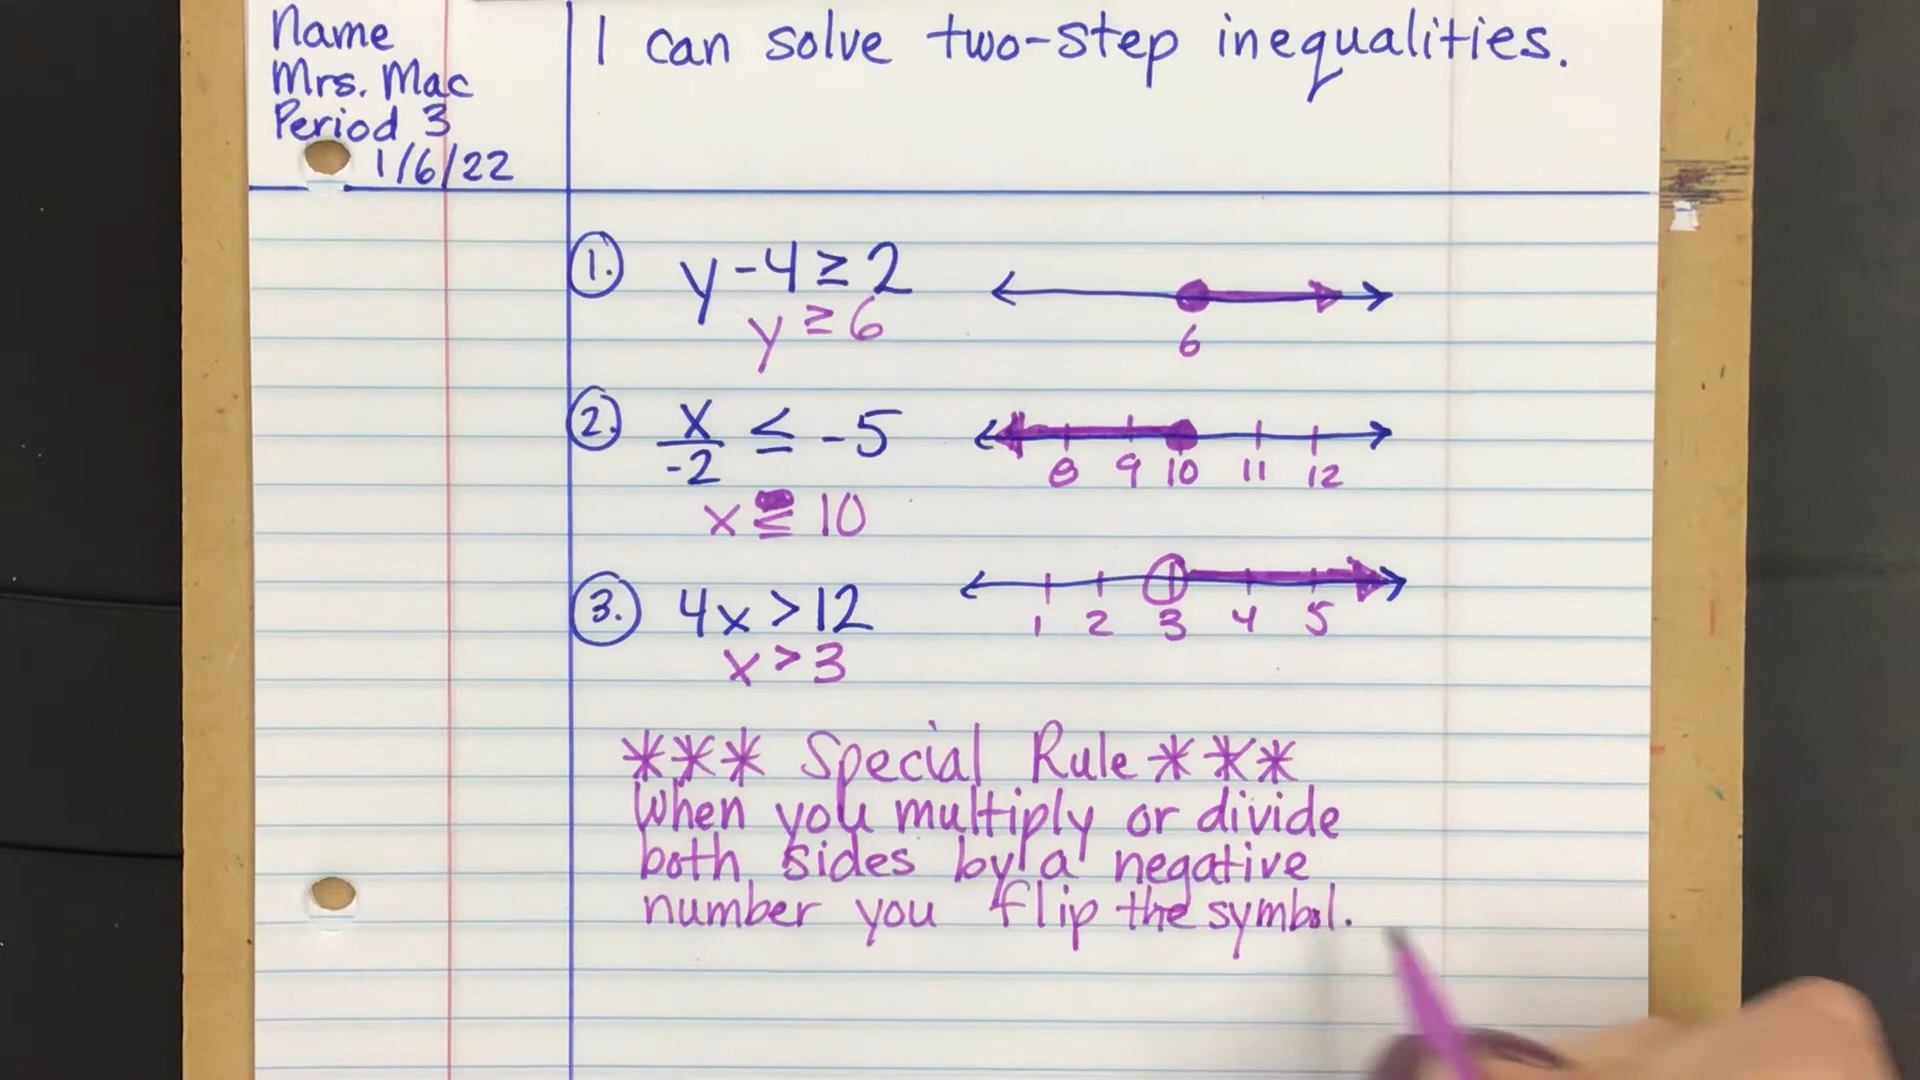 Name
Mrs. Mac
Period 3
1/6/22
I can solve two-step inequalities.
1. y - 4 ≥ 2
y ≥ 6
6
2. x/-2 ≤ -5
x ≤ 10
8 9 10 11 12
3. 4x > 12
x > 3
1 2 3 4 5
*** Special Rule ***
When you multiply or divide
both sides by a negative
number you flip the symbol.